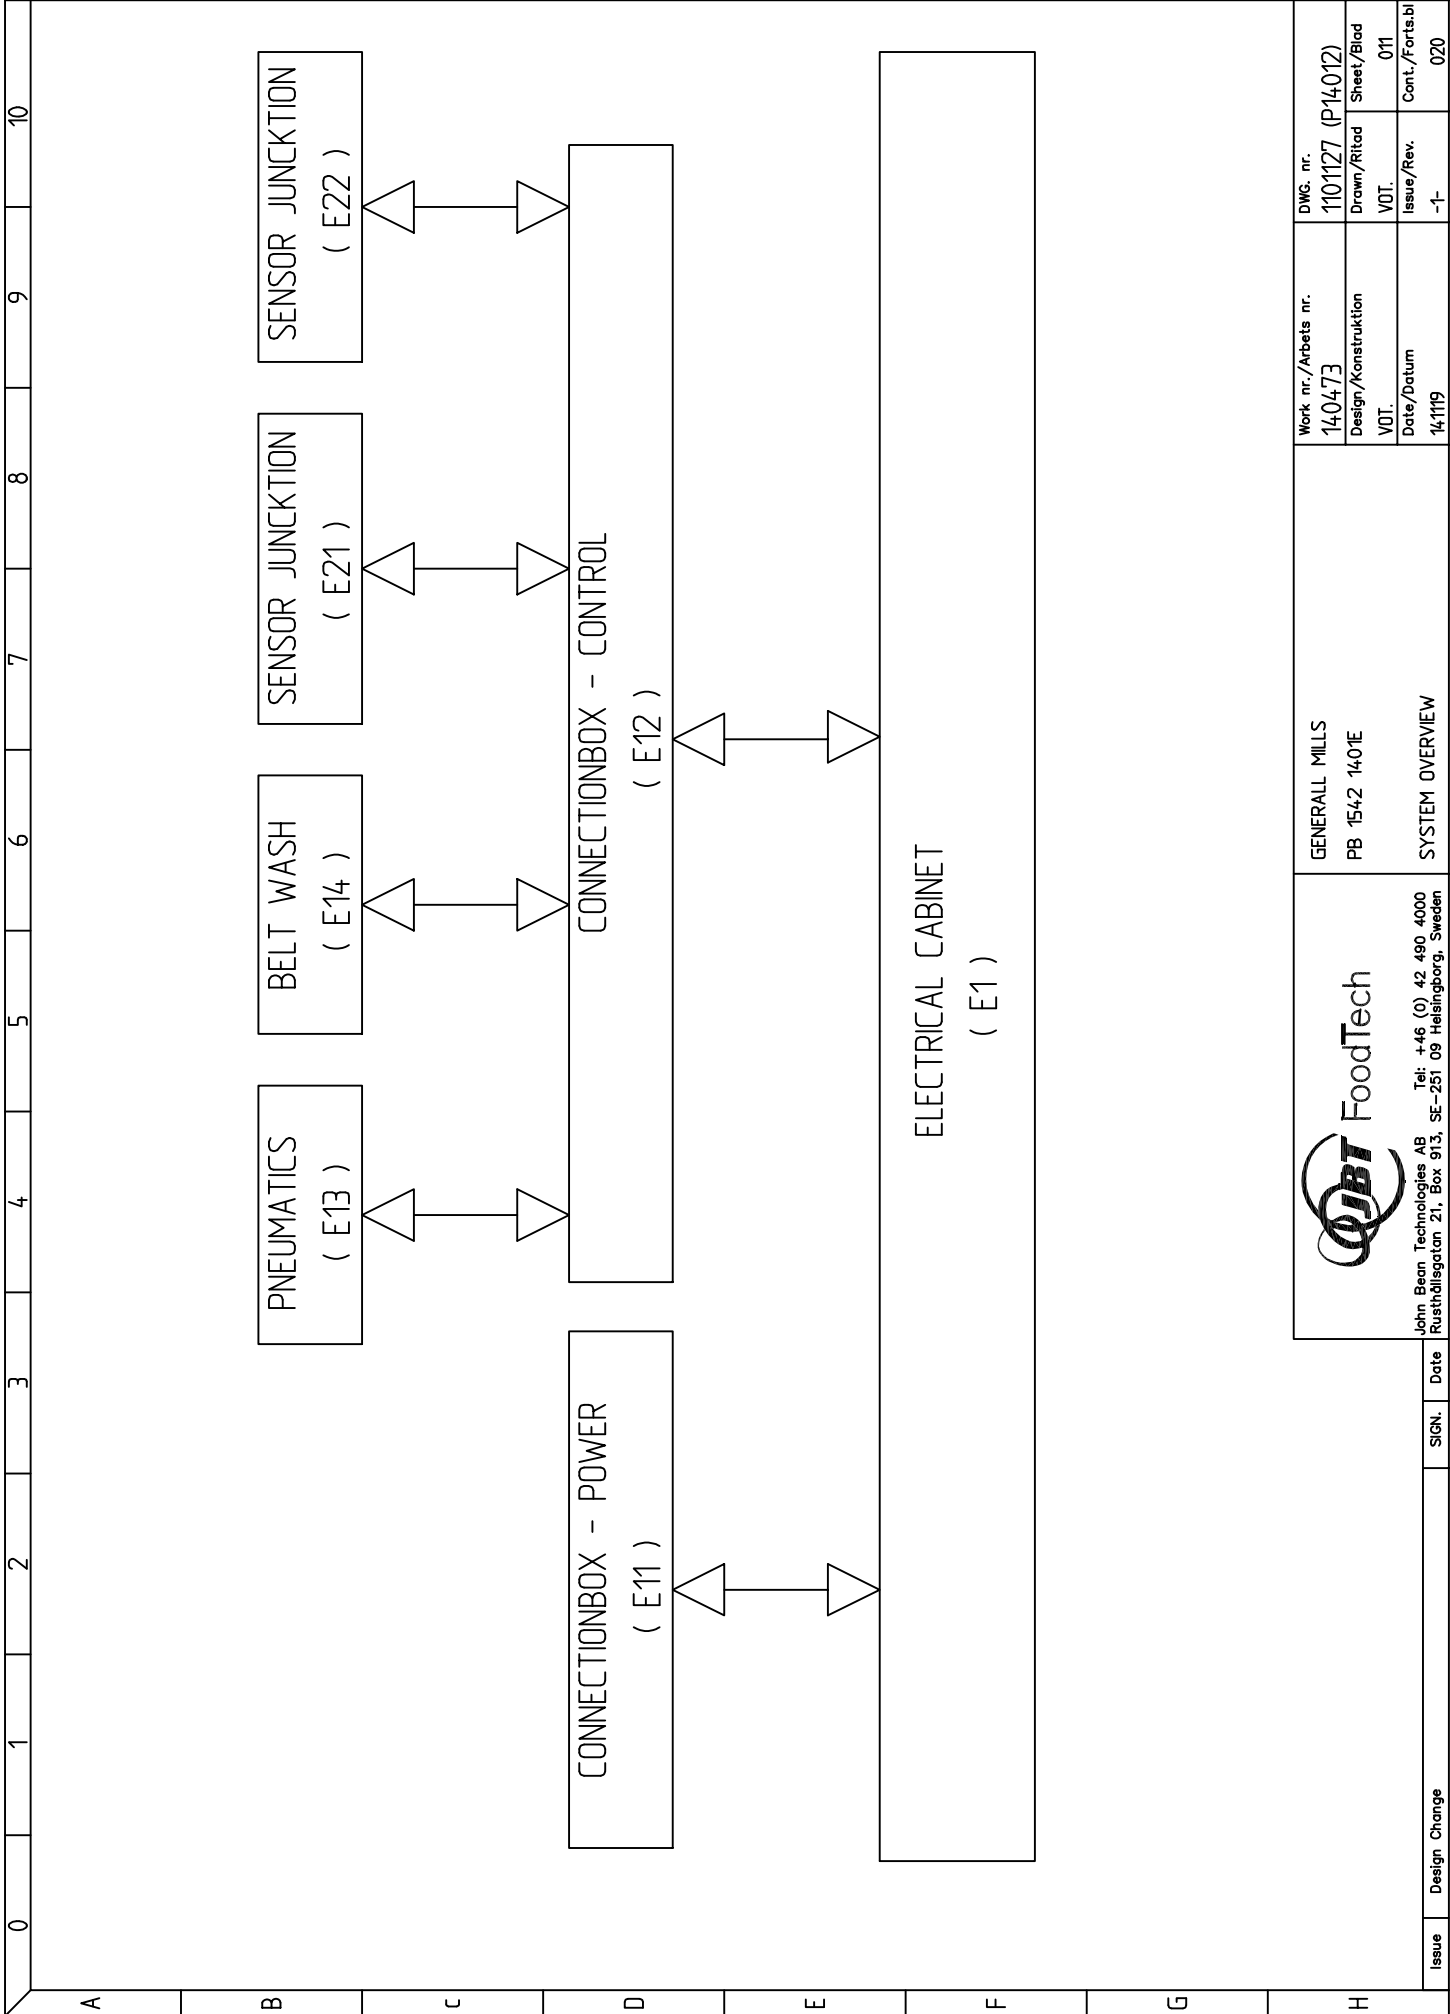 0 1 2 3 4 5 6 7 8 9 10
A
B
C
D
E
F
G
H
PNEUMATICS
( E13 )
BELT WASH
( E14 )
SENSOR JUNCKTION
( E21 )
SENSOR JUNCKTION
( E22 )
CONNECTIONBOX - POWER
( E11 )
CONNECTIONBOX - CONTROL
( E12 )
ELECTRICAL CABINET
( E1 )
Issue Design Change SIGN. Date
JBT FoodTech
John Bean Technologies AB Tel: +46 (0) 42 490 4000
Rusthållsgatan 21, Box 913, SE-251 09 Helsingborg, Sweden
GENERALL MILLS
PB 1542 1401E
SYSTEM OVERVIEW
Work nr./Arbets nr.
140473
Design/Konstruktion
VOT.
Date/Datum
141119
DWG. nr.
1101127 (P14012)
Drawn/Ritad
VOT.
Sheet/Blad
011
Issue/Rev.
-1-
Cont./Forts.bl
020